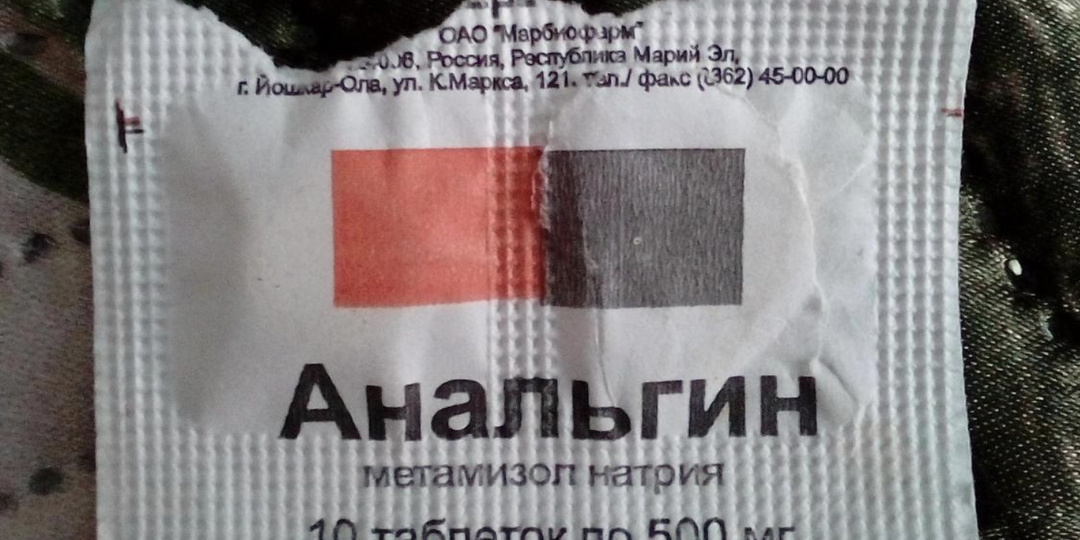 ОАО "Марбиофарм"
Россия, Республика Марий Эл,
г. Йошкар-Ола, ул. К.Маркса, 121. Тел./ факс (8362) 45-00-00
Анальгин
метамизол натрия
10 таблеток по 500 мг